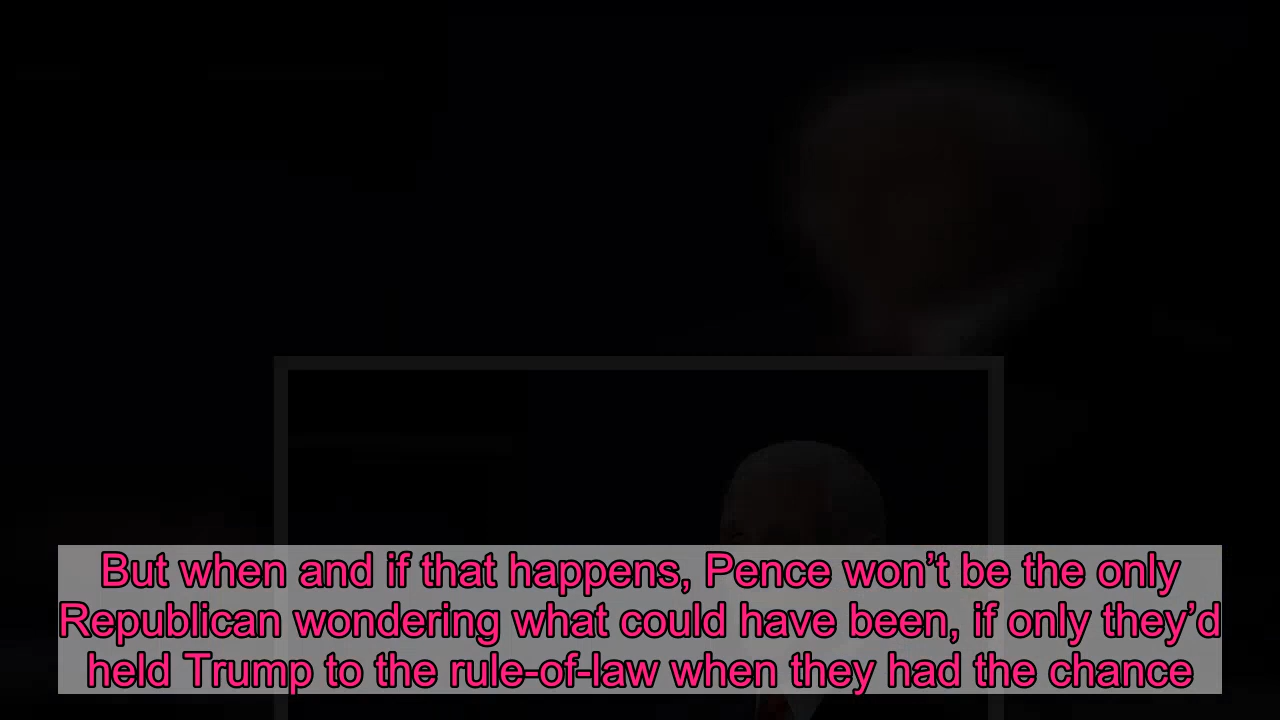 But when and if that happens, Pence won’t be the only
Republican wondering what could have been, if only they’d
held Trump to the rule-of-law when they had the chance